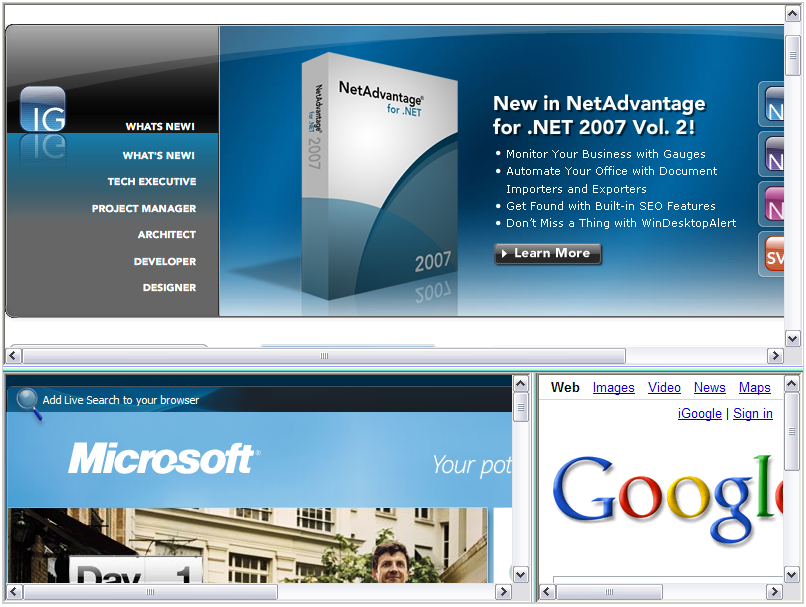 IG
WHATS NEW!
WHAT'S NEW!
TECH EXECUTIVE
PROJECT MANAGER
ARCHITECT
DEVELOPER
DESIGNER
NetAdvantage®
for .NET
2007
NetAdvantage®
for .NET
2007
New in NetAdvantage
for .NET 2007 Vol. 2!
• Monitor Your Business with Gauges
• Automate Your Office with Document
Importers and Exporters
• Get Found with Built-in SEO Features
• Don't Miss a Thing with WinDesktopAlert
Learn More
N
N
N
SV
Add Live Search to your browser
Microsoft®
Your pot
Day 1
Web Images Video News Maps
iGoogle | Sign in
Google